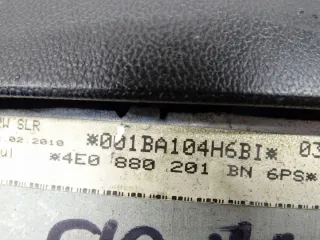 W SLR
.02.2010
*001BA104H6BI* 03
*4E0 880 201 BN 6PS*